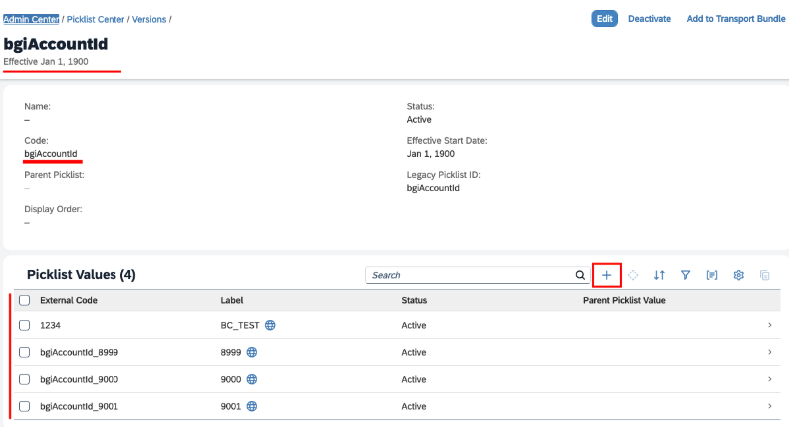 Admin Center / Picklist Center / Versions /
Edit Deactivate Add to Transport Bundle
bgiAccountId
Effective Jan 1, 1900
Name:
–
Status:
Active
Code:
bgiAccountId
Effective Start Date:
Jan 1, 1900
Parent Picklist:
–
Legacy Picklist ID:
bgiAccountId
Display Order:
–
Picklist Values (4)
Search
External Code Label Status Parent Picklist Value
1234 BC_TEST Active
bgiAccountId_8999 8999 Active
bgiAccountId_9000 9000 Active
bgiAccountId_9001 9001 Active